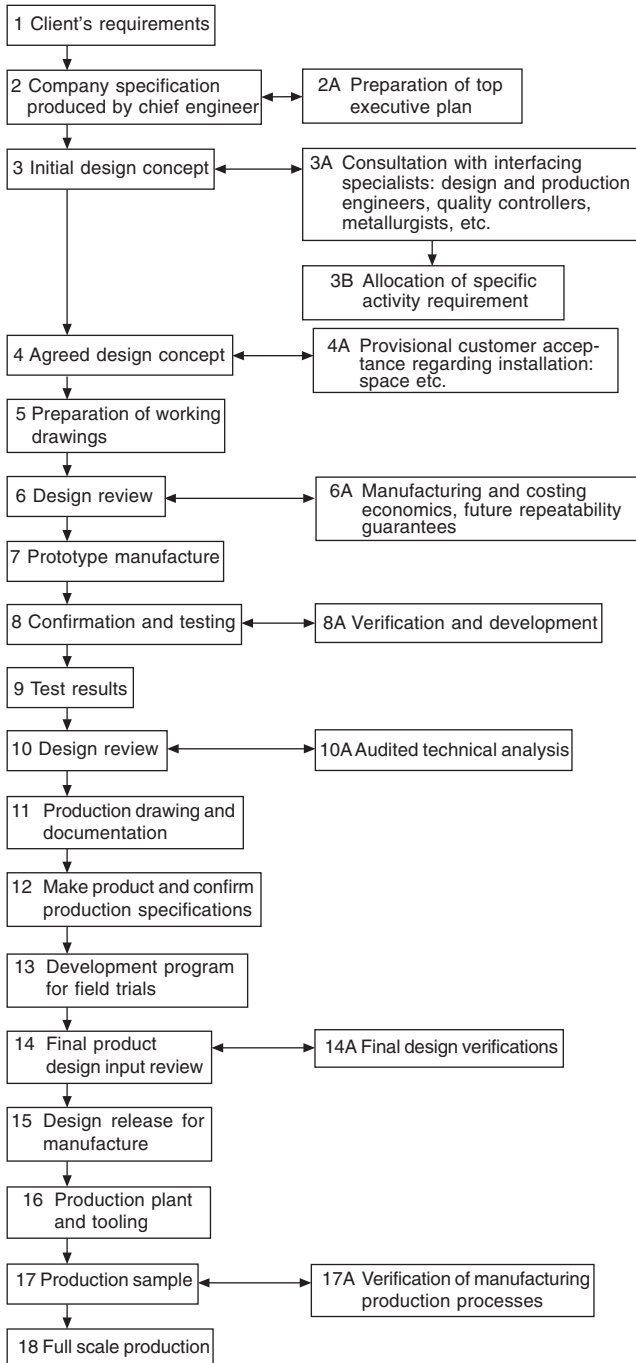 1 Client's requirements
2 Company specification
produced by chief engineer
2A Preparation of top
executive plan
3 Initial design concept
3A Consultation with interfacing
specialists: design and production
engineers, quality controllers,
metallurgists, etc.
3B Allocation of specific
activity requirement
4 Agreed design concept
4A Provisional customer accep-
tance regarding installation:
space etc.
5 Preparation of working
drawings
6 Design review
6A Manufacturing and costing
economics, future repeatability
guarantees
7 Prototype manufacture
8 Confirmation and testing
8A Verification and development
9 Test results
10 Design review
10A Audited technical analysis
11 Production drawing and
documentation
12 Make product and confirm
production specifications
13 Development program
for field trials
14 Final product
design input review
14A Final design verifications
15 Design release for
manufacture
16 Production plant
and tooling
17 Production sample
17A Verification of manufacturing
production processes
18 Full scale production